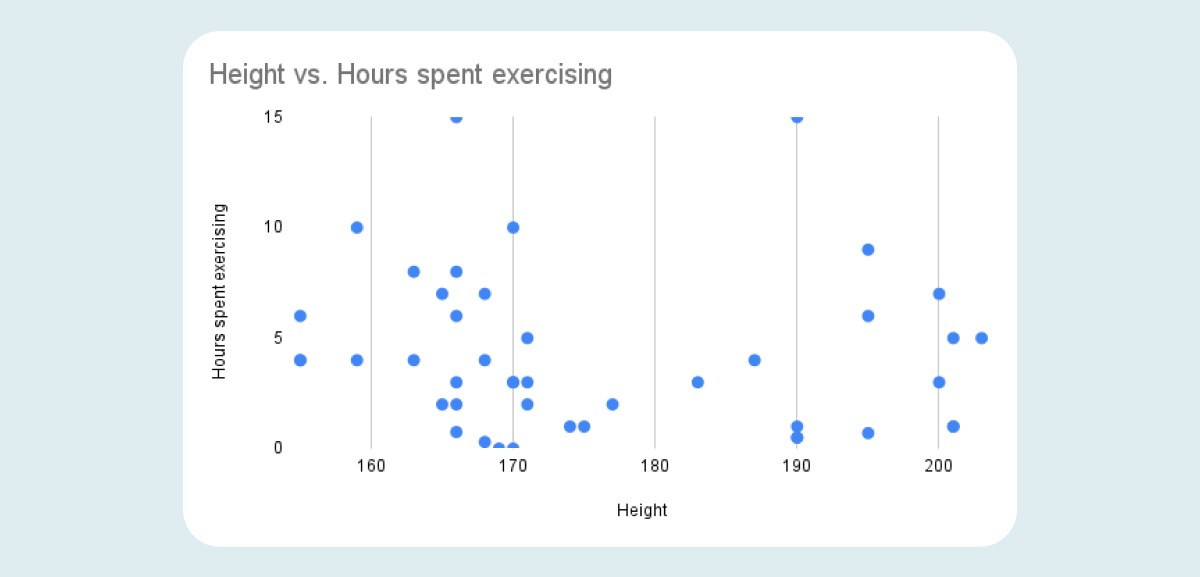 Height vs. Hours spent exercising
15
10
5
0
Hours spent exercising
160 170 180 190 200
Height